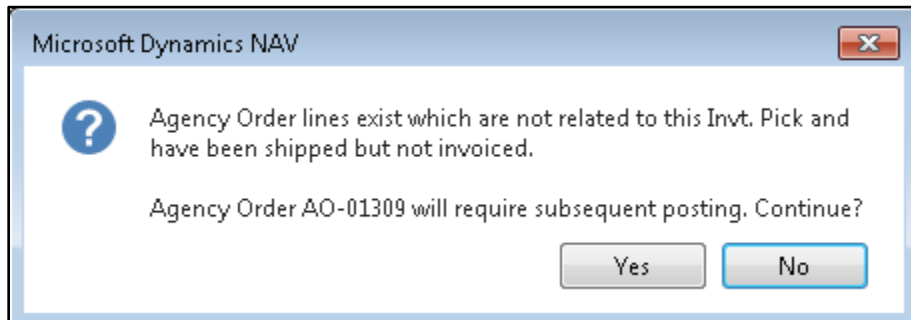 Microsoft Dynamics NAV
Agency Order lines exist which are not related to this Invt. Pick and
have been shipped but not invoiced.
Agency Order AO-01309 will require subsequent posting. Continue?
Yes
No